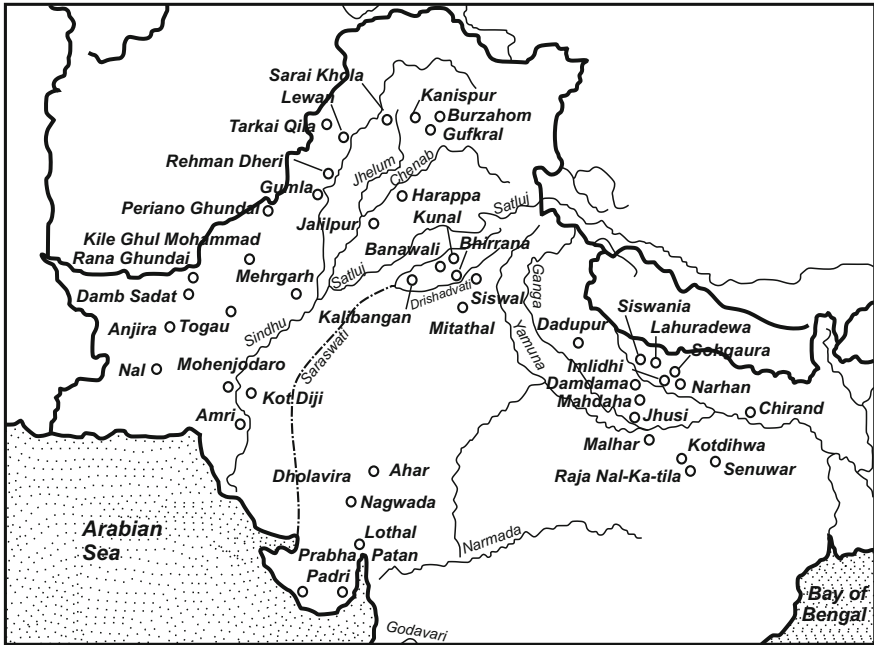 Sarai Khola
Lewan
Kanispur
Tarkai Qila
Burzahom
Gufkral
Rehman Dheri
Jhelum
Chenab
Gumla
Harappa
Satluj
Periano Ghundai
Kunal
Jalilpur
Kile Ghul Mohammad
Banawali
Bhirrana
Rana Ghundai
Mehrgarh
Satluj
Ganga
Damb Sadat
Drishadvati
Siswal
Siswania
Kalibangan
Lahuradewa
Anjira
Togau
Sindhu
Mitathal
Dadupur
Yamuna
Sohgaura
Saraswati
Nal
Mohenjodaro
Imlidhi
Damdama
Narhan
Kot Diji
Mahdaha
Amri
Jhusi
Chirand
Malhar
Kotdihwa
Dholavira
Ahar
Raja Nal-Ka-tila
Senuwar
Nagwada
Arabian
Sea
Lothal
Narmada
Prabha Patan
Padri
Bay of
Bengal
Godavari